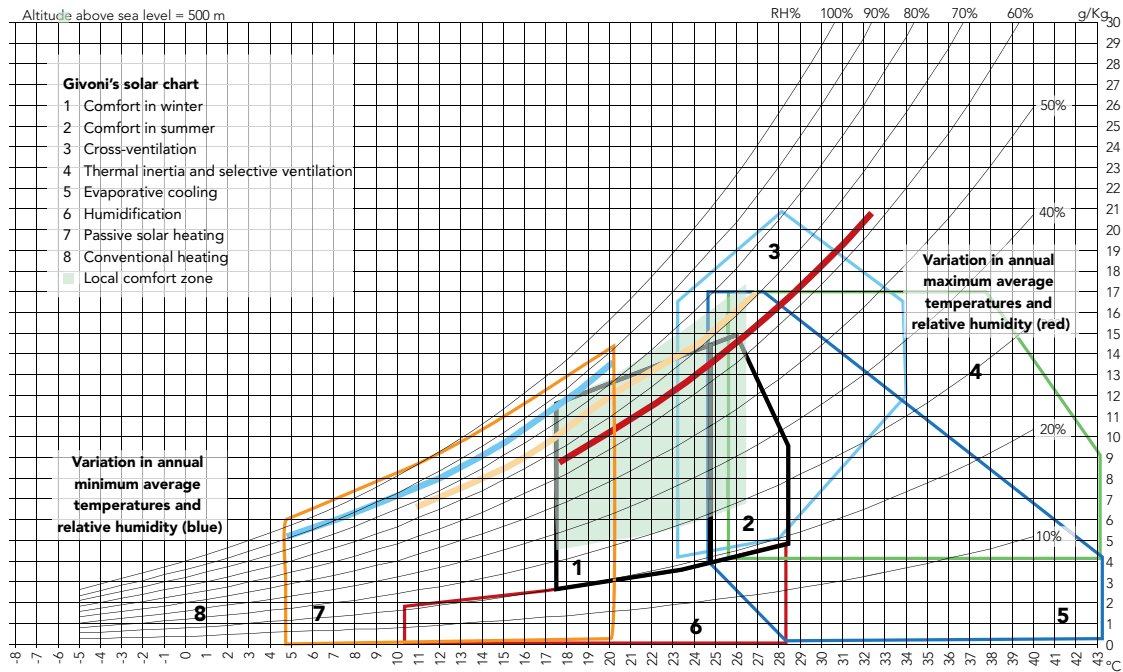 Altitude above sea level = 500 m
RH% 100% 90% 80% 70% 60% g/Kg
50%
40%
20%
10%
Givoni's solar chart
1 Comfort in winter
2 Comfort in summer
3 Cross-ventilation
4 Thermal inertia and selective ventilation
5 Evaporative cooling
6 Humidification
7 Passive solar heating
8 Conventional heating
Local comfort zone
Variation in annual
maximum average
temperatures and
relative humidity (red)
Variation in annual
minimum average
temperatures and
relative humidity (blue)
3
4
2
1
8
7
6
5
30
29
28
27
26
25
24
23
22
21
20
19
18
17
16
15
14
13
12
11
10
9
8
7
6
5
4
3
2
1
0
-8 -7 -6 -5 -4 -3 -2 -1 0 1 2 3 4 5 6 7 8 9 10 11 12 13 14 15 16 17 18 19 20 21 22 23 24 25 26 27 28 29 30 31 32 33 34 35 36 37 38 39 40 41 42 33
°C